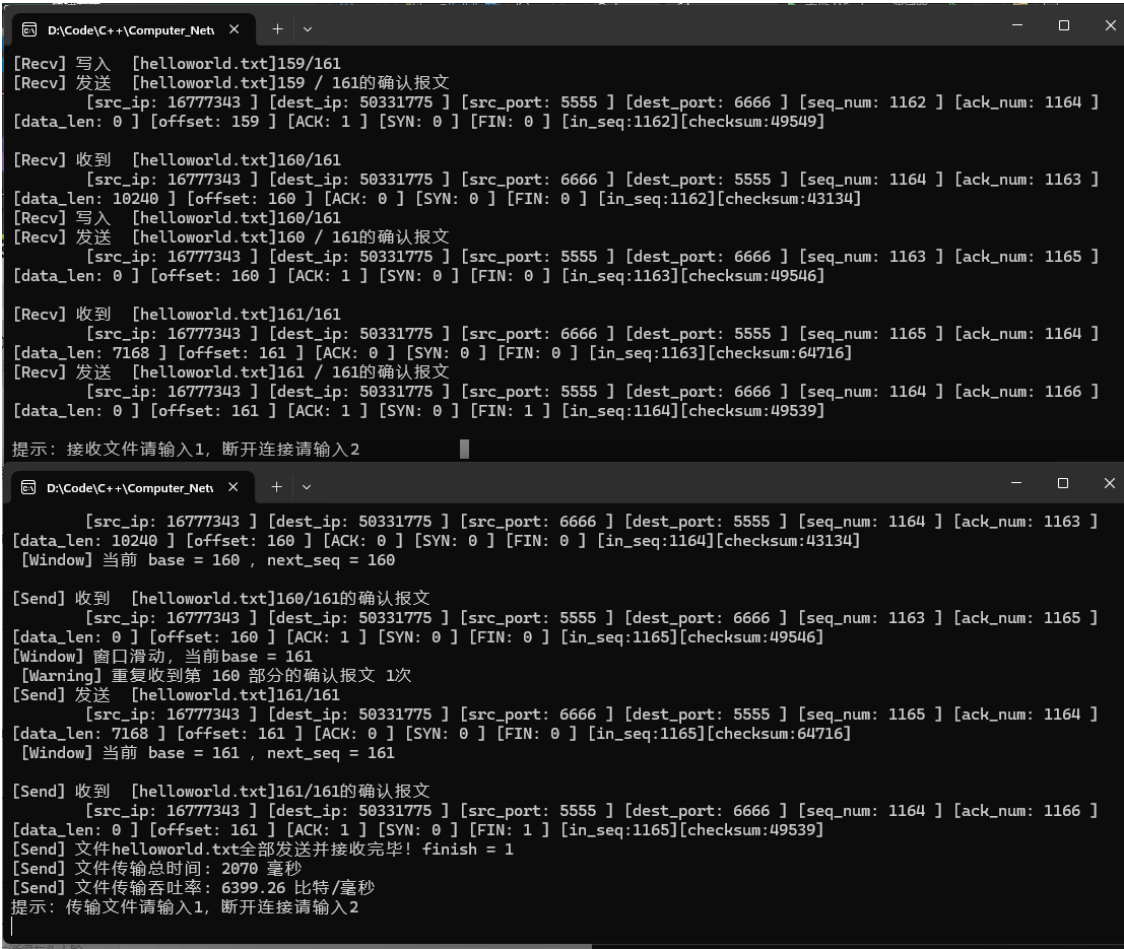 D:\Code\C++\Computer_Net
[Recv] 写入 [helloworld.txt]159/161
[Recv] 发送 [helloworld.txt]159 / 161的确认报文
[src_ip: 16777343 ] [dest_ip: 50331775 ] [src_port: 5555 ] [dest_port: 6666 ] [seq_num: 1162 ] [ack_num: 1164 ]
[data_len: 0 ] [offset: 159 ] [ACK: 1 ] [SYN: 0 ] [FIN: 0 ] [in_seq:1162][checksum:49549]
[Recv] 收到 [helloworld.txt]160/161
[src_ip: 16777343 ] [dest_ip: 50331775 ] [src_port: 6666 ] [dest_port: 5555 ] [seq_num: 1164 ] [ack_num: 1163 ]
[data_len: 10240 ] [offset: 160 ] [ACK: 0 ] [SYN: 0 ] [FIN: 0 ] [in_seq:1162][checksum:43134]
[Recv] 写入 [helloworld.txt]160/161
[Recv] 发送 [helloworld.txt]160 / 161的确认报文
[src_ip: 16777343 ] [dest_ip: 50331775 ] [src_port: 5555 ] [dest_port: 6666 ] [seq_num: 1163 ] [ack_num: 1165 ]
[data_len: 0 ] [offset: 160 ] [ACK: 1 ] [SYN: 0 ] [FIN: 0 ] [in_seq:1163][checksum:49546]
[Recv] 收到 [helloworld.txt]161/161
[src_ip: 16777343 ] [dest_ip: 50331775 ] [src_port: 6666 ] [dest_port: 5555 ] [seq_num: 1165 ] [ack_num: 1164 ]
[data_len: 7168 ] [offset: 161 ] [ACK: 0 ] [SYN: 0 ] [FIN: 0 ] [in_seq:1163][checksum:64716]
[Recv] 发送 [helloworld.txt]161 / 161的确认报文
[src_ip: 16777343 ] [dest_ip: 50331775 ] [src_port: 5555 ] [dest_port: 6666 ] [seq_num: 1164 ] [ack_num: 1166 ]
[data_len: 0 ] [offset: 161 ] [ACK: 1 ] [SYN: 0 ] [FIN: 1 ] [in_seq:1164][checksum:49539]
提示: 接收文件请输入1, 断开连接请输入2
D:\Code\C++\Computer_Net
[src_ip: 16777343 ] [dest_ip: 50331775 ] [src_port: 6666 ] [dest_port: 5555 ] [seq_num: 1164 ] [ack_num: 1163 ]
[data_len: 10240 ] [offset: 160 ] [ACK: 0 ] [SYN: 0 ] [FIN: 0 ] [in_seq:1164][checksum:43134]
[Window] 当前 base = 160 , next_seq = 160
[Send] 收到 [helloworld.txt]160/161的确认报文
[src_ip: 16777343 ] [dest_ip: 50331775 ] [src_port: 5555 ] [dest_port: 6666 ] [seq_num: 1163 ] [ack_num: 1165 ]
[data_len: 0 ] [offset: 160 ] [ACK: 1 ] [SYN: 0 ] [FIN: 0 ] [in_seq:1165][checksum:49546]
[Window] 窗口滑动, 当前base = 161
[Warning] 重复收到第 160 部分的确认报文 1次
[Send] 发送 [helloworld.txt]161/161
[src_ip: 16777343 ] [dest_ip: 50331775 ] [src_port: 6666 ] [dest_port: 5555 ] [seq_num: 1165 ] [ack_num: 1164 ]
[data_len: 7168 ] [offset: 161 ] [ACK: 0 ] [SYN: 0 ] [FIN: 0 ] [in_seq:1165][checksum:64716]
[Window] 当前 base = 161 , next_seq = 161
[Send] 收到 [helloworld.txt]161/161的确认报文
[src_ip: 16777343 ] [dest_ip: 50331775 ] [src_port: 5555 ] [dest_port: 6666 ] [seq_num: 1164 ] [ack_num: 1166 ]
[data_len: 0 ] [offset: 161 ] [ACK: 1 ] [SYN: 0 ] [FIN: 1 ] [in_seq:1165][checksum:49539]
[Send] 文件helloworld.txt全部发送并接收完毕! finish = 1
[Send] 文件传输总时间: 2070 毫秒
[Send] 文件传输吞吐率: 6399.26 比特/毫秒
提示: 传输文件请输入1, 断开连接请输入2